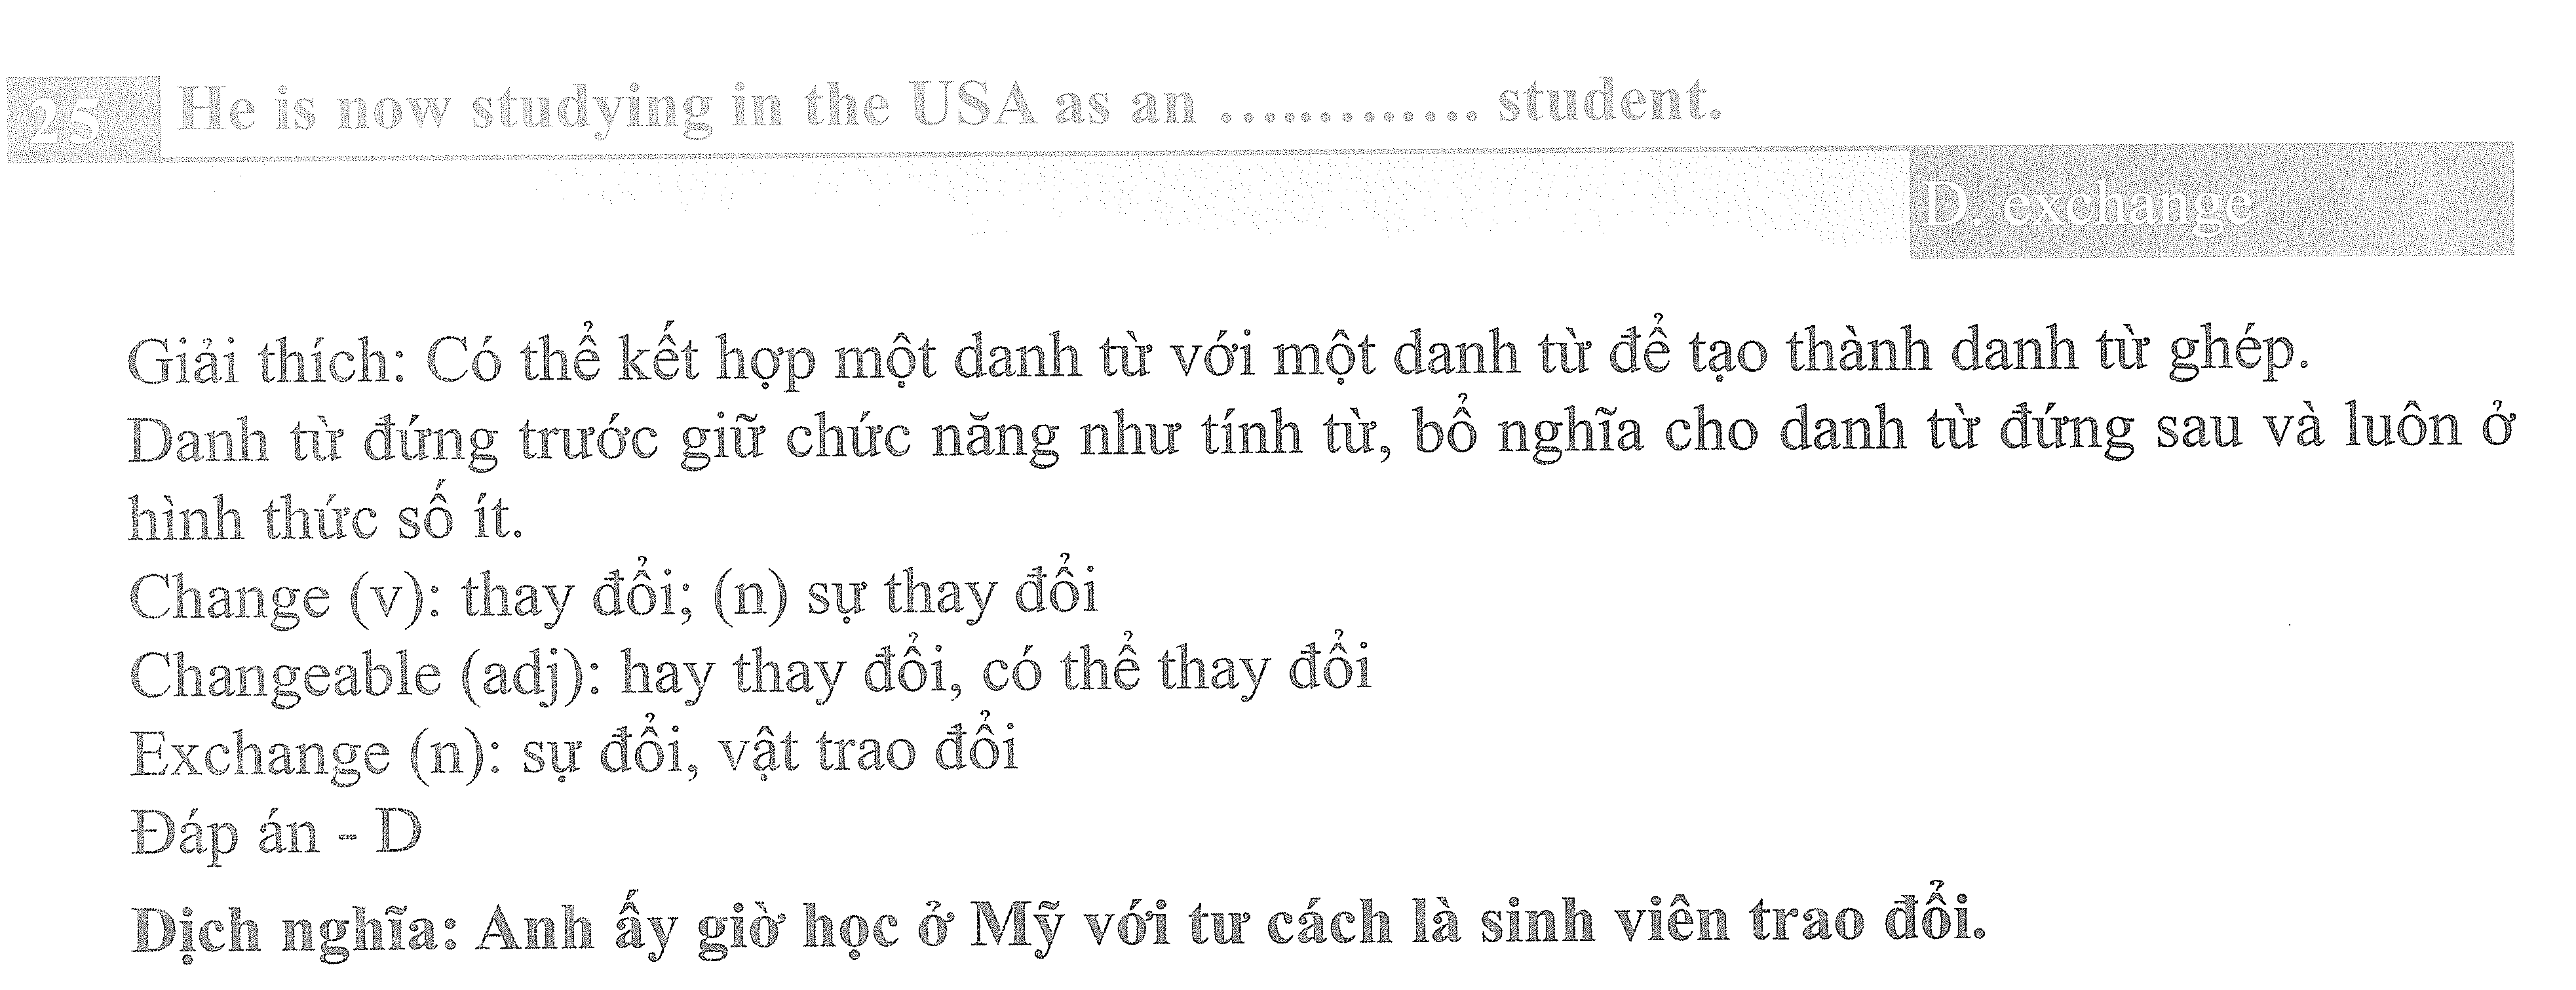 25 He is now studying in the USA as an ............. student.
D. exchange
Giải thích: Có thể kết hợp một danh từ với một danh từ để tạo thành danh từ ghép.
Danh từ đứng trước giữ chức năng như tính từ, bổ nghĩa cho danh từ đứng sau và luôn ở
hình thức số ít.
Change (v): thay đổi; (n) sự thay đổi
Changeable (adj): hay thay đổi, có thể thay đổi
Exchange (n): sự đổi, vật trao đổi
Đáp án - D
Dịch nghĩa: Anh ấy giờ học ở Mỹ với tư cách là sinh viên trao đổi.